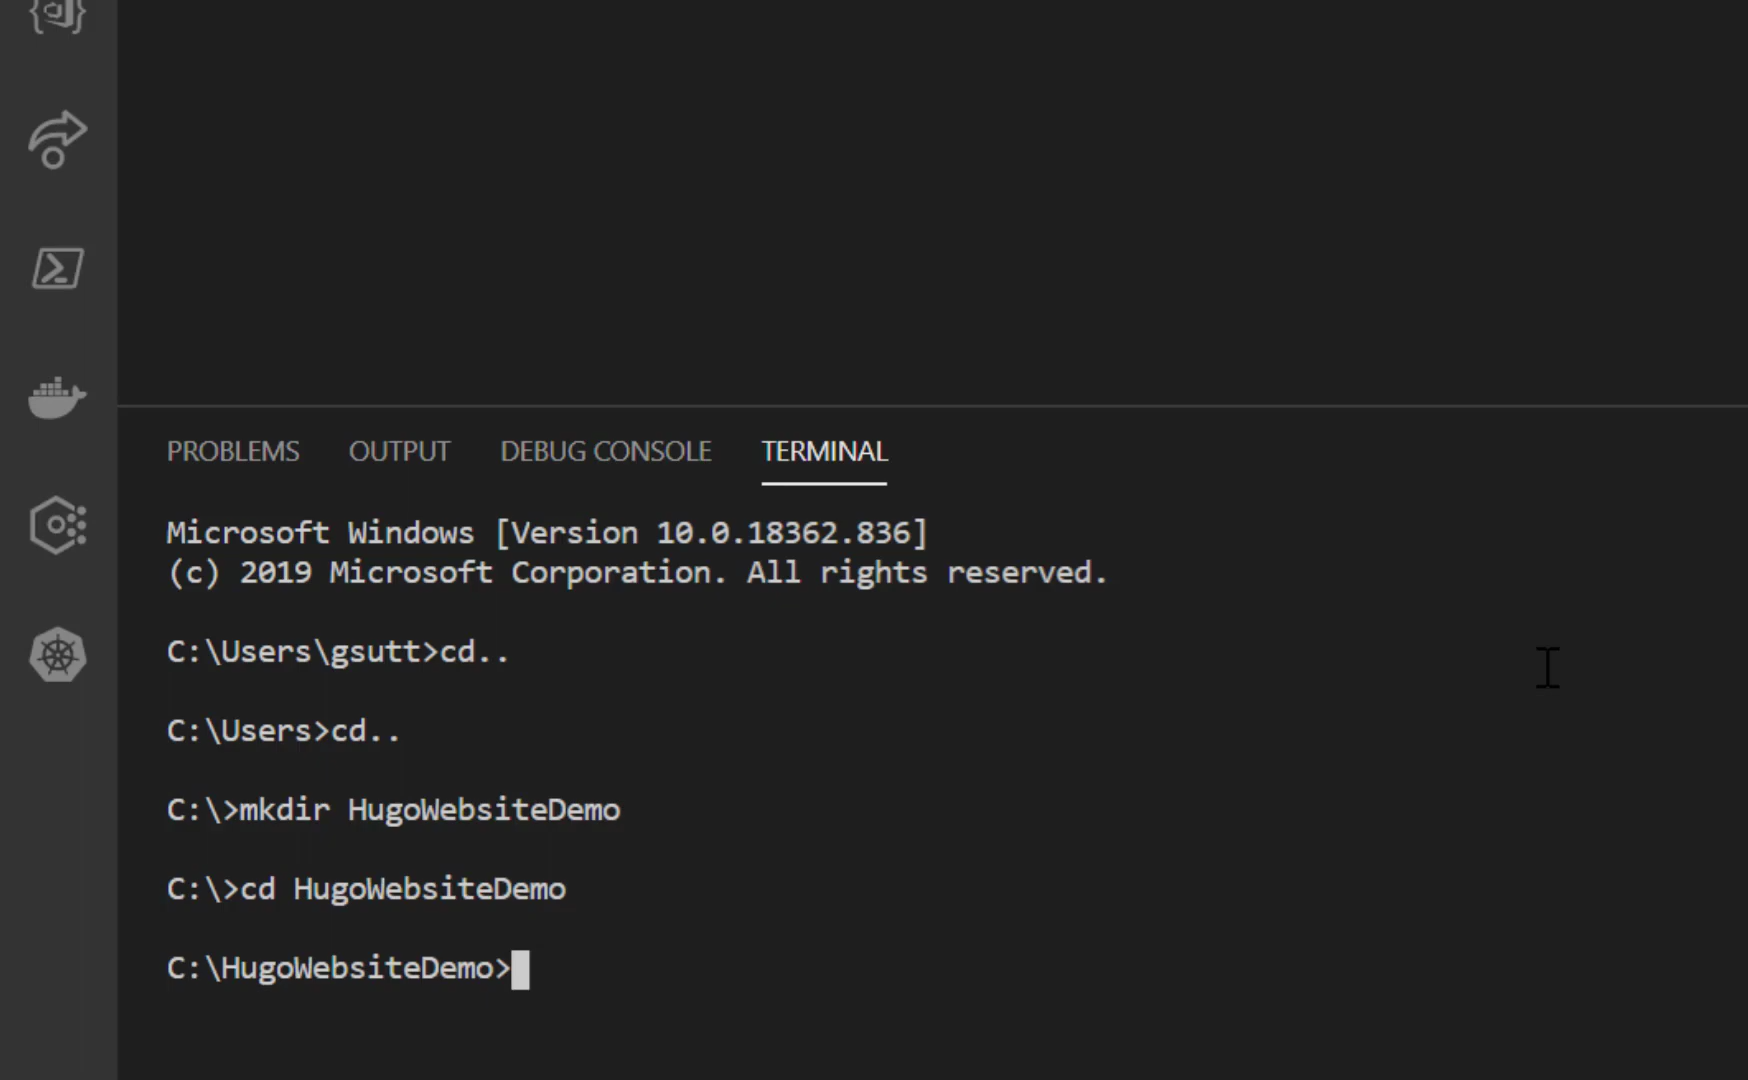 PROBLEMS OUTPUT DEBUG CONSOLE TERMINAL
Microsoft Windows [Version 10.0.18362.836]
(c) 2019 Microsoft Corporation. All rights reserved.
C:\Users\gsutt>cd..
C:\Users>cd..
C:\>mkdir HugoWebsiteDemo
C:\>cd HugoWebsiteDemo
C:\HugoWebsiteDemo>